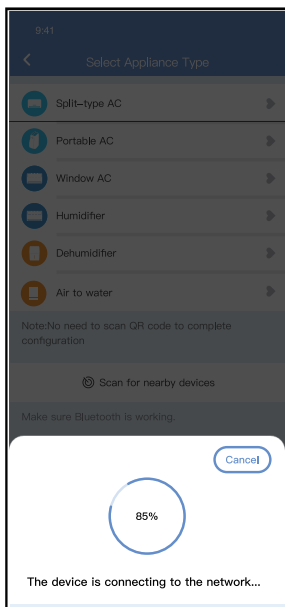 9:41
Select Appliance Type
Split-type AC
Portable AC
Window AC
Humidifier
Dehumidifier
Air to water
Note:No need to scan QR code to complete
configuration
Scan for nearby devices
Make sure Bluetooth is working.
Cancel
85%
The device is connecting to the network...